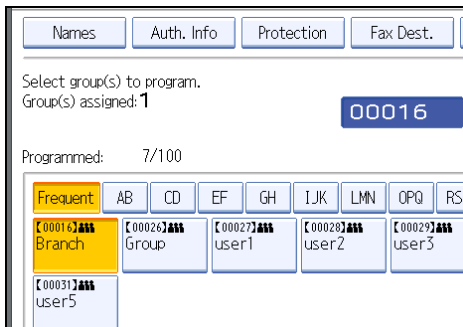 Names Auth. Info Protection Fax Dest.
Select group(s) to program.
Group(s) assigned: 1
00016
Programmed: 7/100
Frequent AB CD EF GH IJK LMN OPQ RS
【00016】 【00026】 【00027】 【00028】 【00029】
Branch Group user1 user2 user3
【00031】
user5